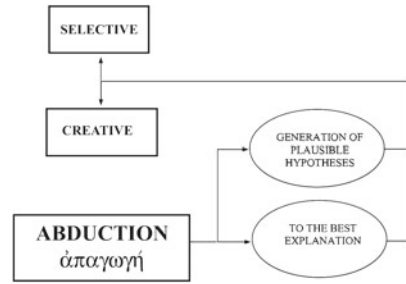 SELECTIVE
CREATIVE
GENERATION OF
PLAUSIBLE
HYPOTHESES
TO THE BEST
EXPLANATION
ABDUCTION
ἀπαγωγή